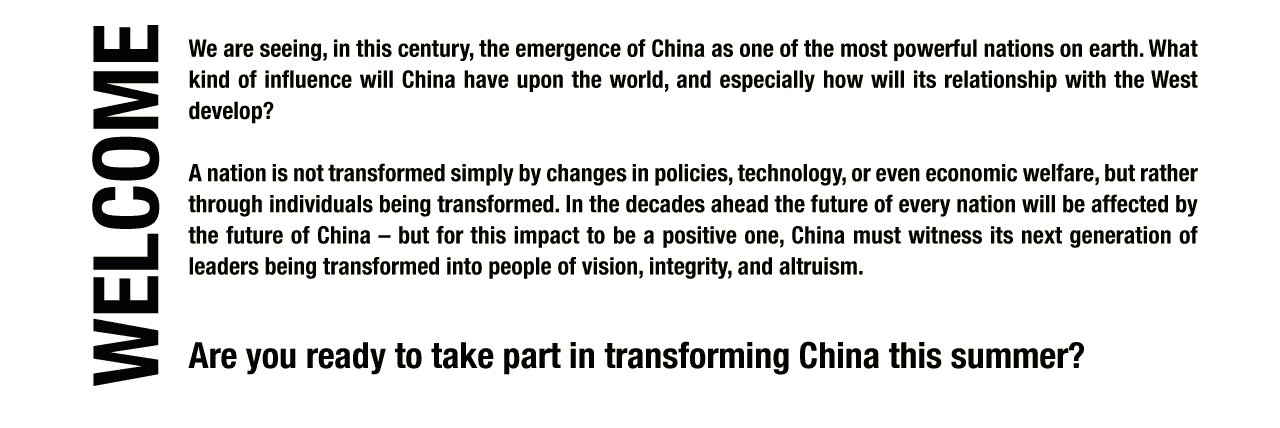 WELCOME
We are seeing, in this century, the emergence of China as one of the most powerful nations on earth. What
kind of influence will China have upon the world, and especially how will its relationship with the West
develop?
A nation is not transformed simply by changes in policies, technology, or even economic welfare, but rather
through individuals being transformed. In the decades ahead the future of every nation will be affected by
the future of China – but for this impact to be a positive one, China must witness its next generation of
leaders being transformed into people of vision, integrity, and altruism.
Are you ready to take part in transforming China this summer?